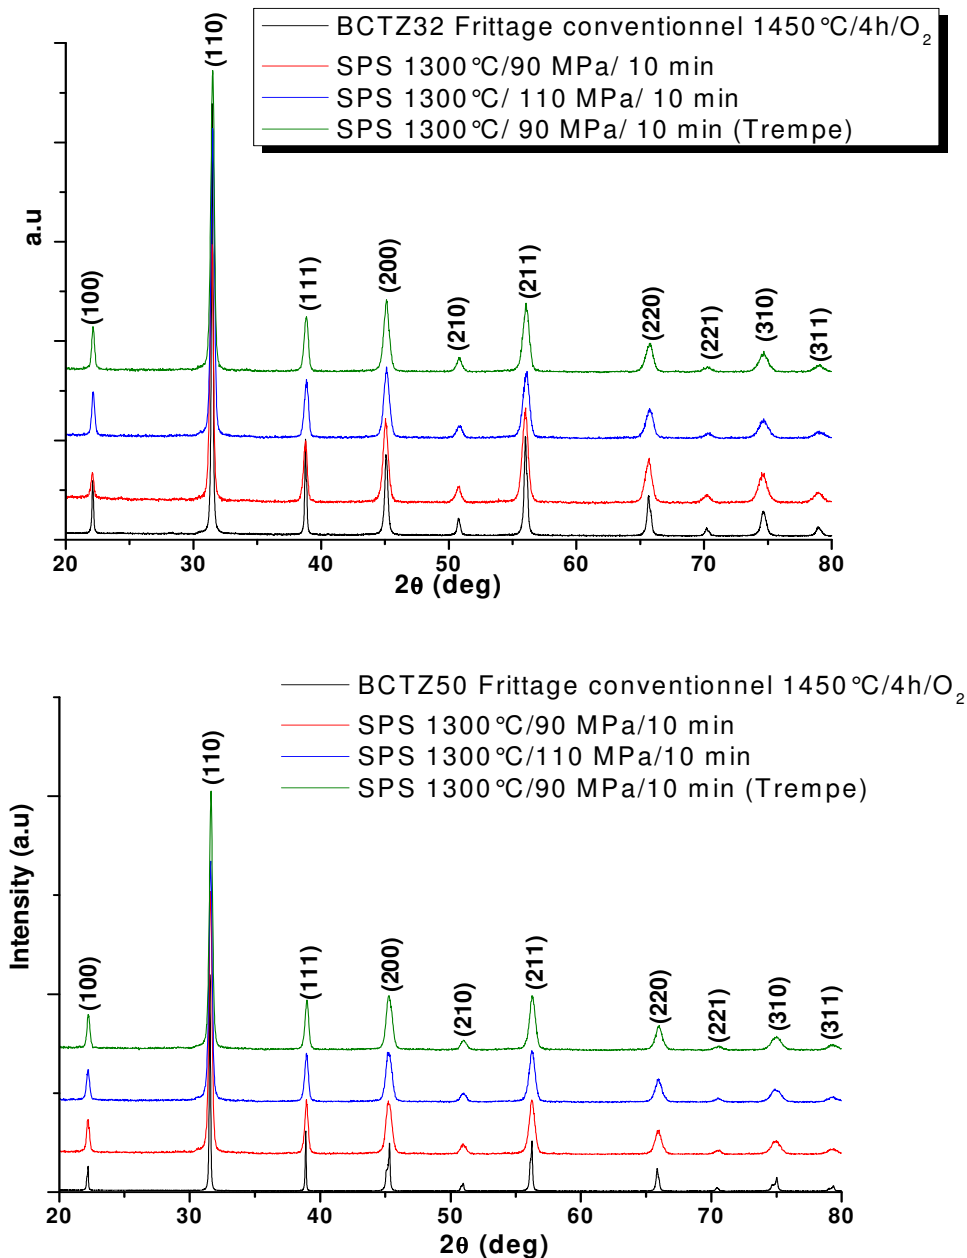 BCTZ32 Frittage conventionnel 1450°C/4h/O₂
SPS 1300°C/90 MPa/ 10 min
SPS 1300°C/ 110 MPa/ 10 min
SPS 1300°C/ 90 MPa/ 10 min (Trempe)
a.u
(100)
(110)
(111)
(200)
(210)
(211)
(220)
(221)
(310)
(311)
20 30 40 50 60 70 80
2θ (deg)
BCTZ50 Frittage conventionnel 1450°C/4h/O₂
SPS 1300°C/90 MPa/10 min
SPS 1300°C/110 MPa/10 min
SPS 1300°C/90 MPa/10 min (Trempe)
Intensity (a.u)
(100)
(110)
(111)
(200)
(210)
(211)
(220)
(221)
(310)
(311)
20 30 40 50 60 70 80
2θ (deg)